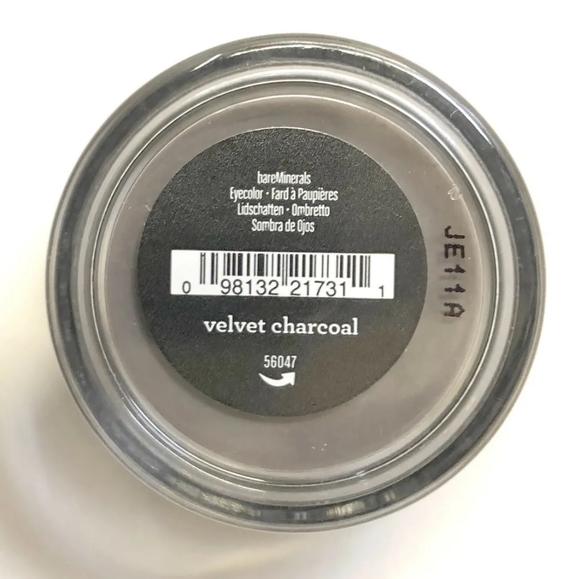 bareMinerals
Eyecolor • Fard à Paupières
Lidschatten • Ombretto
Sombra de Ojos
0 98132 21731 1
velvet charcoal
56047
JE11A